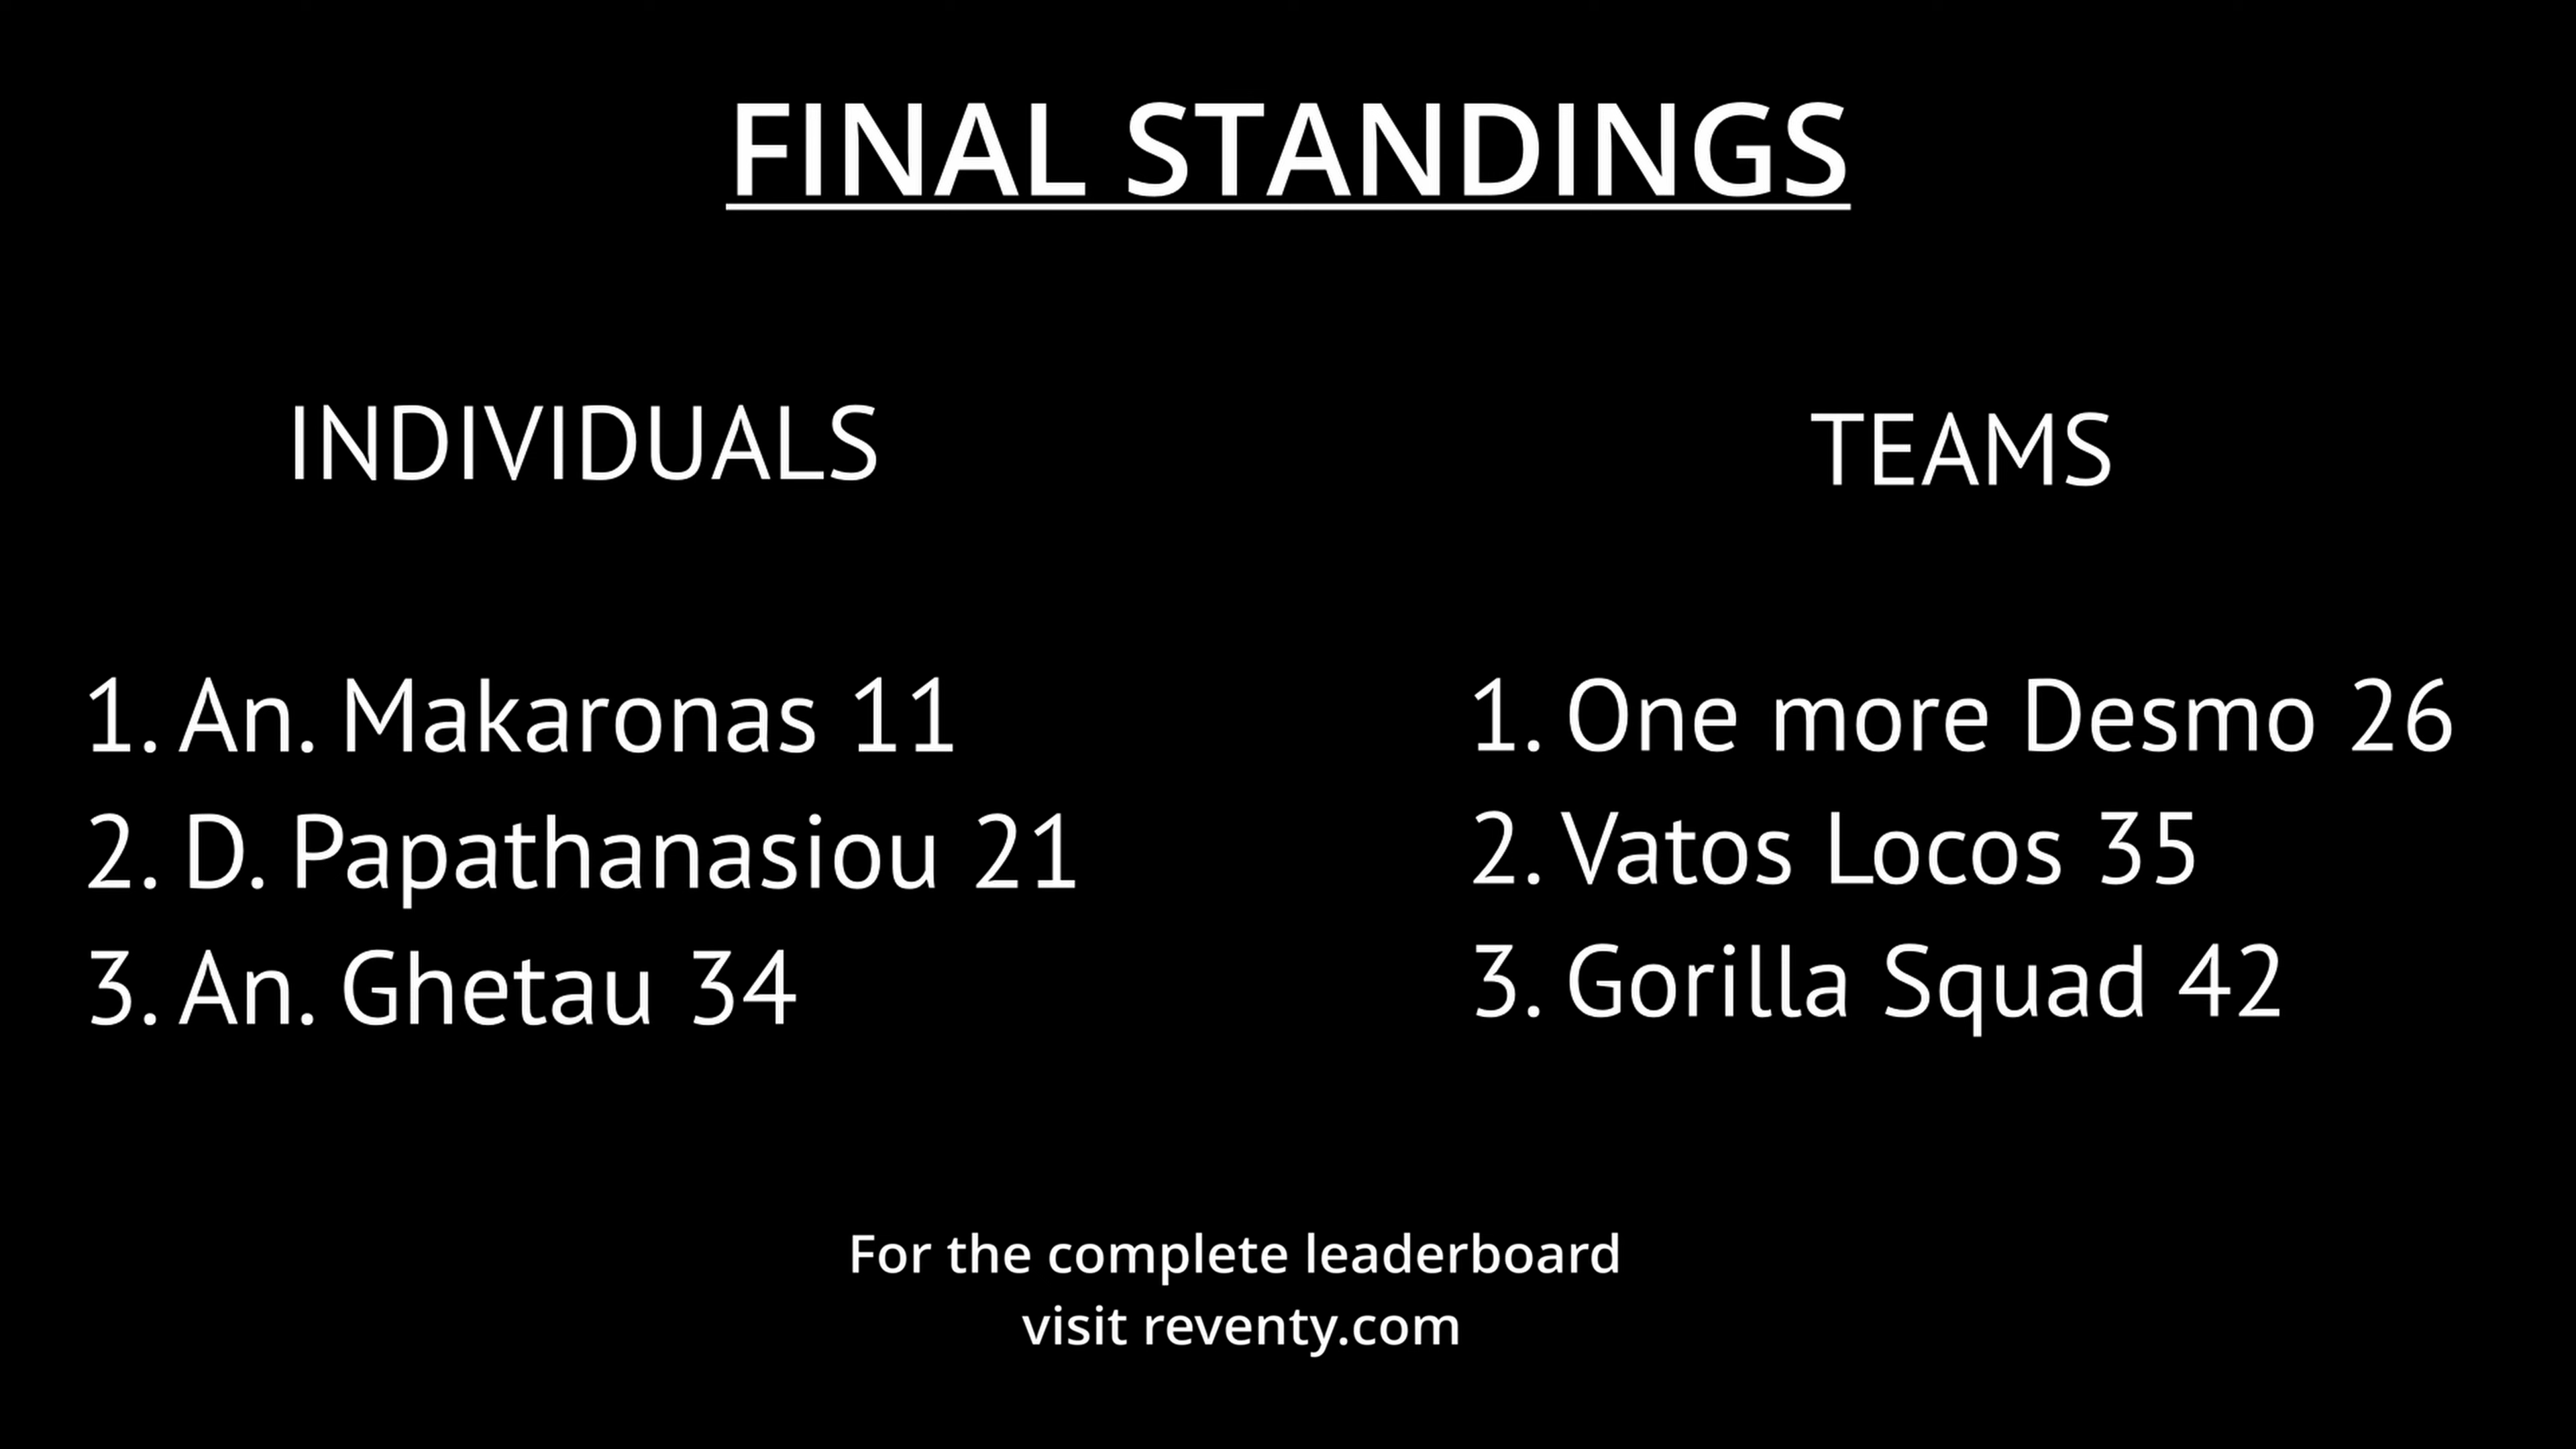 FINAL STANDINGS
INDIVIDUALS
1. An. Makaronas 11
2. D. Papathanasiou 21
3. An. Ghetau 34
TEAMS
1. One more Desmo 26
2. Vatos Locos 35
3. Gorilla Squad 42
For the complete leaderboard
visit reventy.com